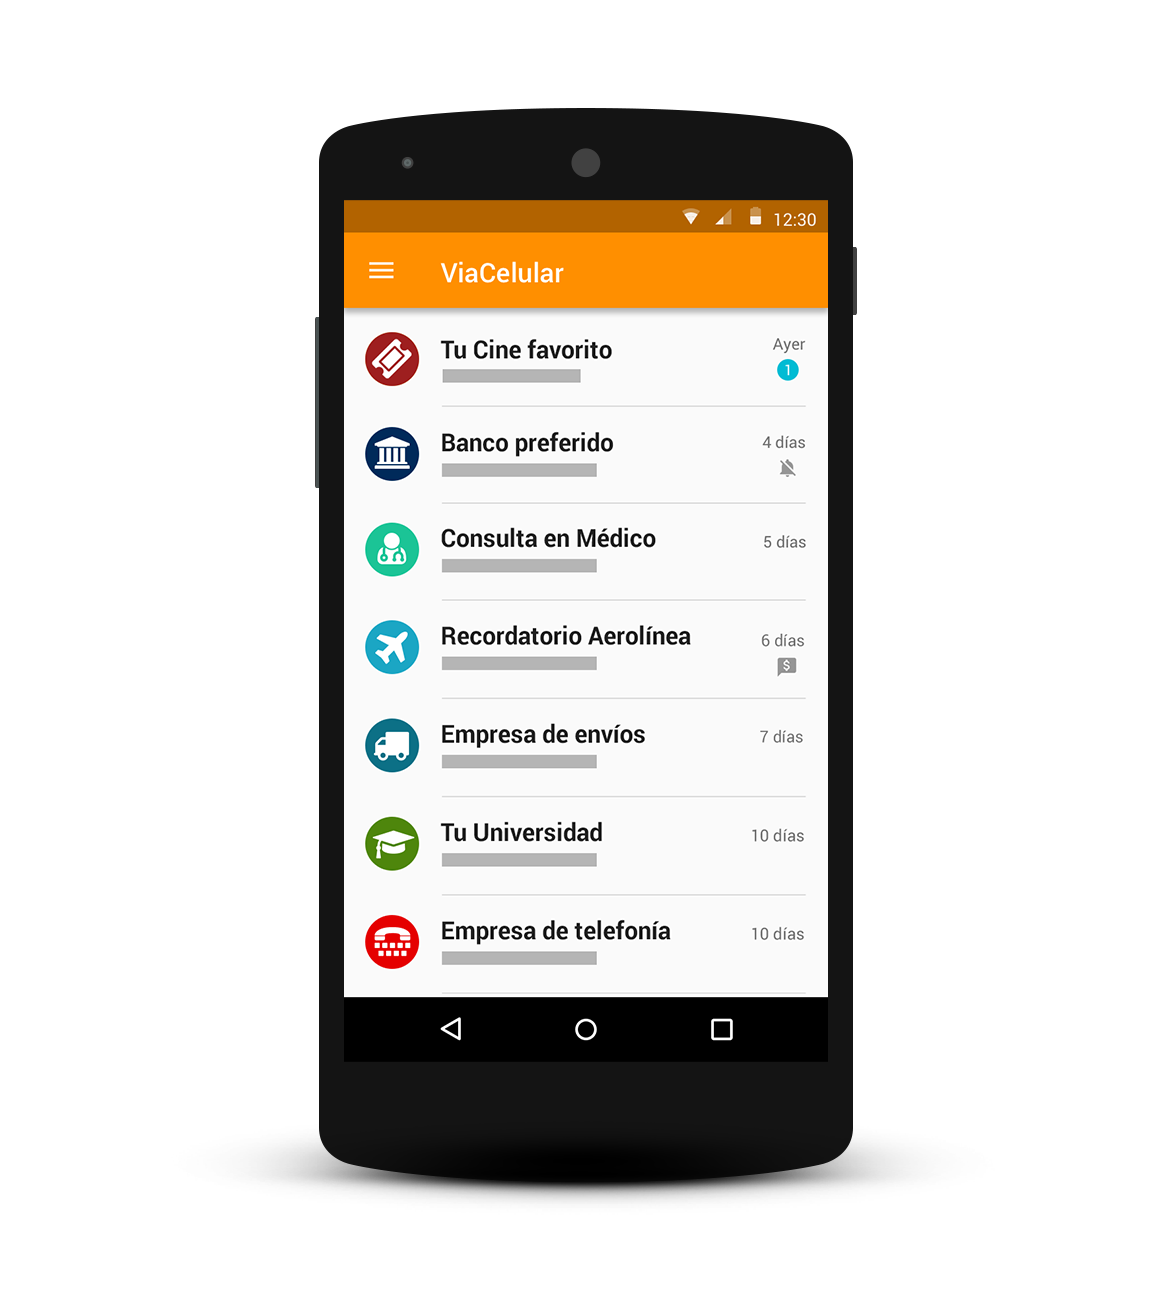 12:30
ViaCelular
Tu Cine favorito
Ayer
1
Banco preferido
4 días
Consulta en Médico
5 días
Recordatorio Aerolínea
6 días
$
Empresa de envíos
7 días
Tu Universidad
10 días
Empresa de telefonía
10 días